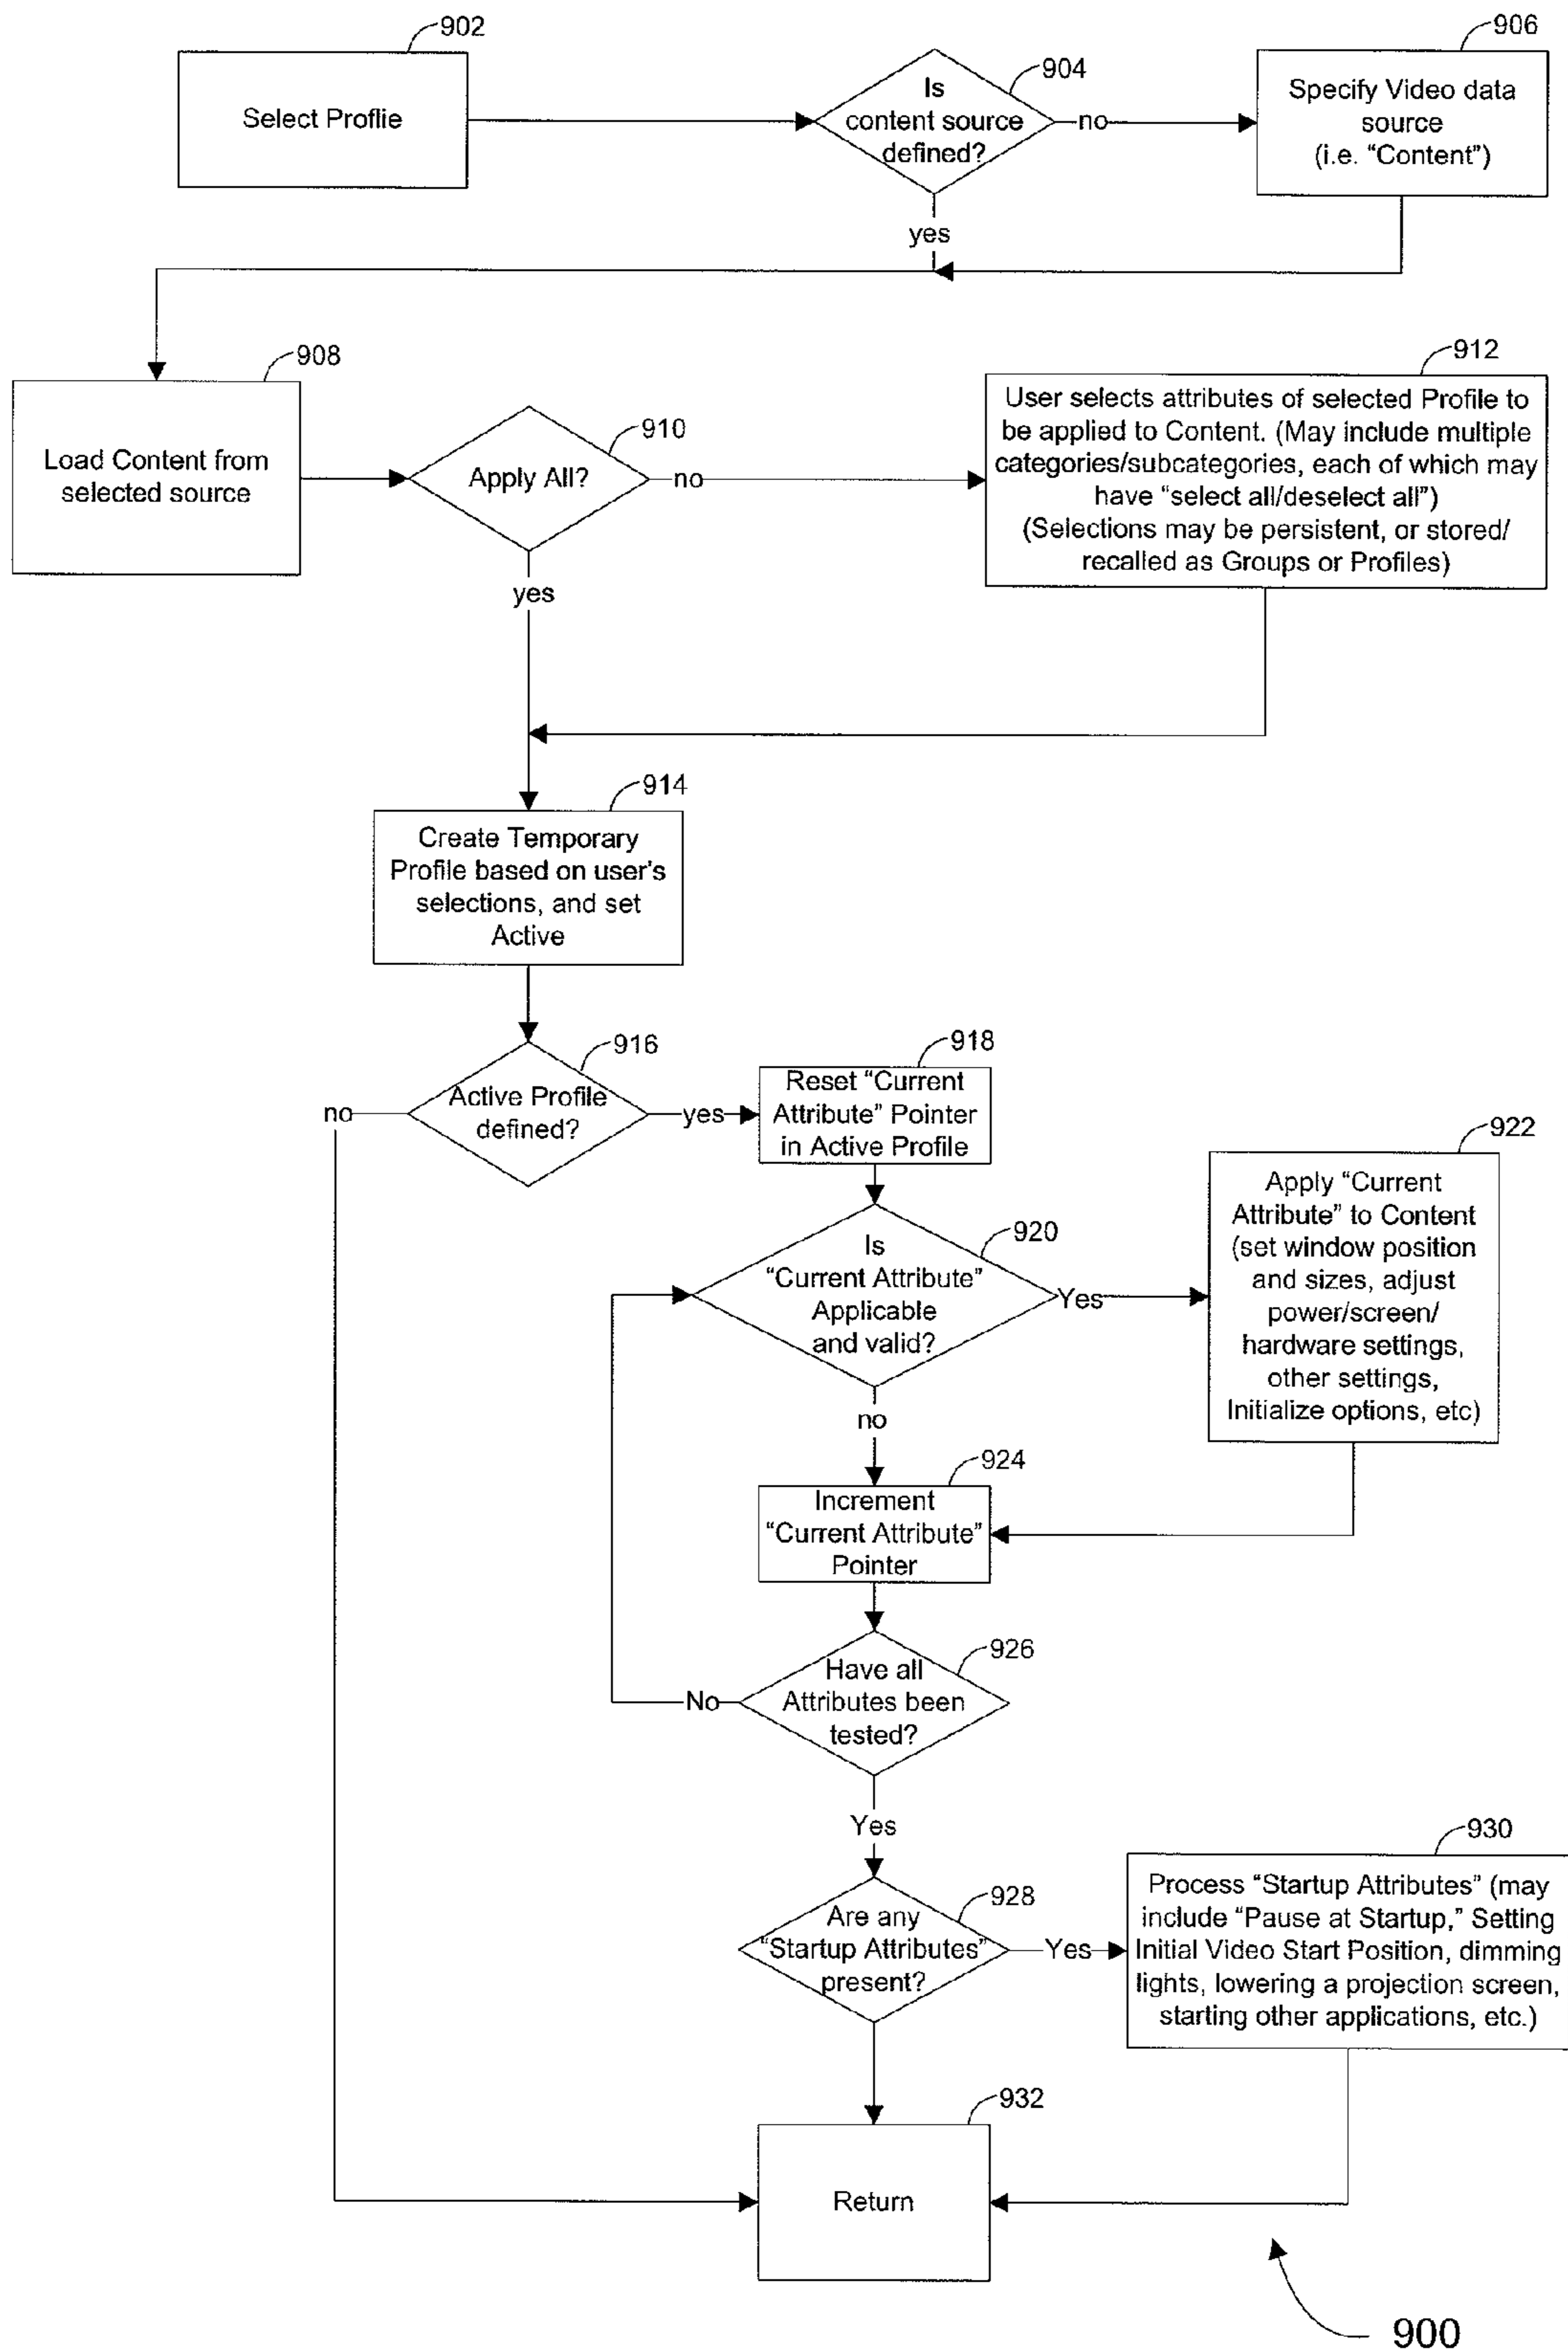 902
Select Proflie
904
Is
content source
defined?
no
yes
906
Specify Video data
source
(i.e. “Content”)
908
Load Content from
selected source
910
Apply All?
no
yes
912
User selects attributes of selected Profile to
be applied to Content. (May include multiple
categories/subcategories, each of which may
have “select all/deselect all”)
(Selections may be persistent, or stored/
recalled as Groups or Profiles)
914
Create Temporary
Profile based on user's
selections, and set
Active
916
Active Profile
defined?
no
yes
918
Reset “Current
Attribute” Pointer
in Active Profile
920
Is
“Current Attribute”
Applicable
and valid?
Yes
no
922
Apply “Current
Attribute” to Content
(set window position
and sizes, adjust
power/screen/
hardware settings,
other settings,
Initialize options, etc)
924
Increment
“Current Attribute”
Pointer
926
Have all
Attributes been
tested?
No
Yes
928
Are any
“Startup Attributes”
present?
Yes
930
Process “Startup Attributes” (may
include “Pause at Startup,” Setting
Initial Video Start Position, dimming
lights, lowering a projection screen,
starting other applications, etc.)
932
Return
900